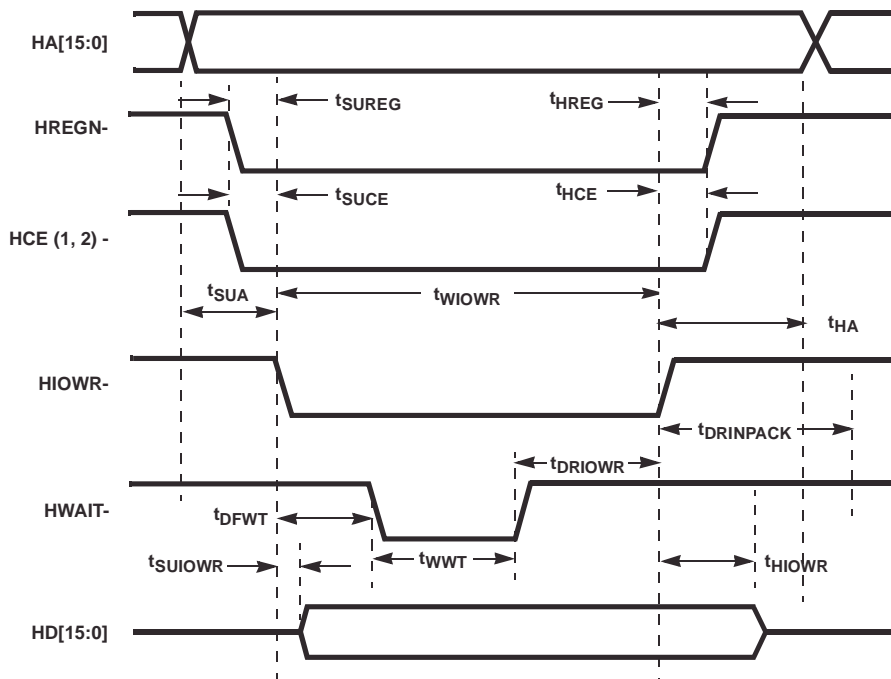 HA[15:0]
tSUREG
tHREG
HREGN-
tSUCE
tHCE
HCE (1, 2) -
tSUA
tWIOWR
tHA
HIOWR-
tDRINPACK
tDRIOWR
HWAIT-
tDFWT
tSUIOWR
tWWT
tHIOWR
HD[15:0]